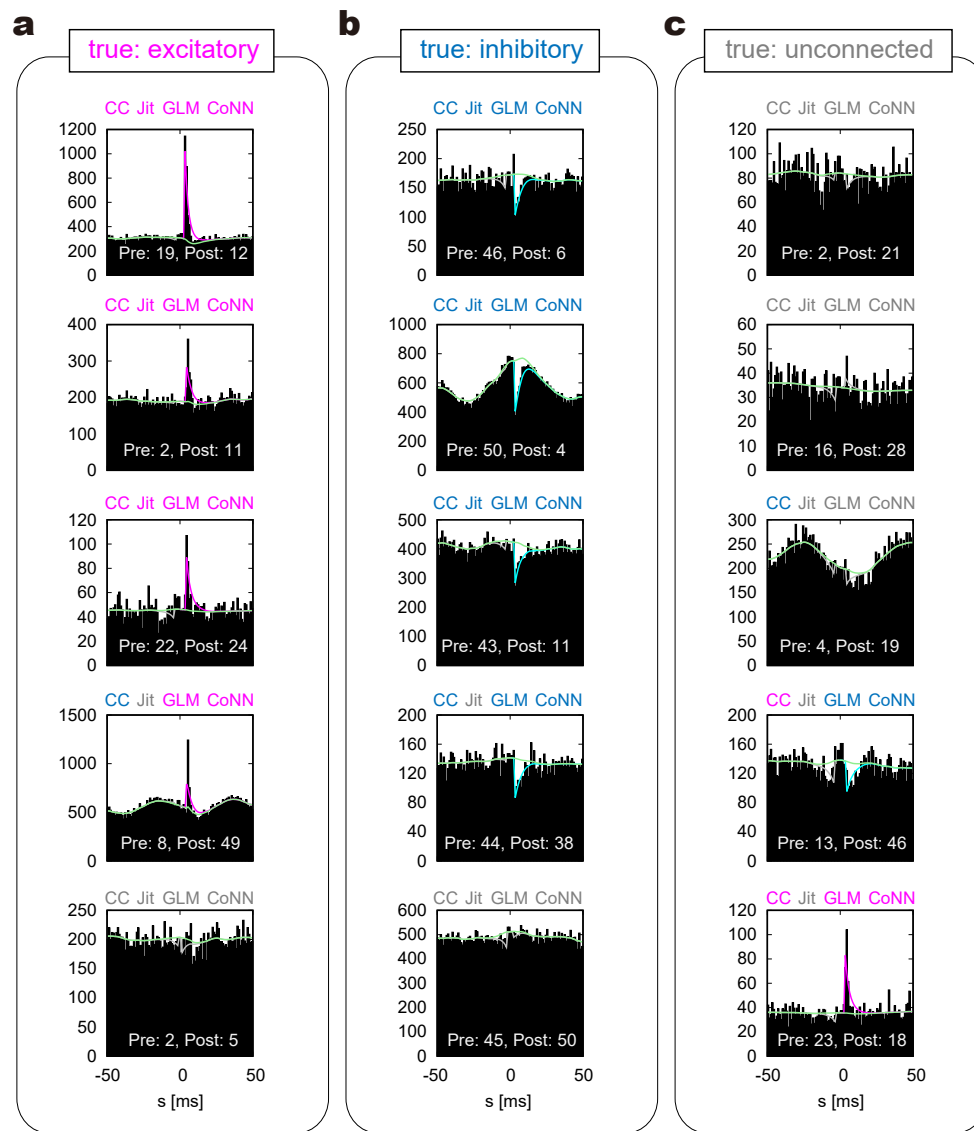 a
true: excitatory
CC Jit GLM CoNN
1200
1000
800
600
400
200
0
Pre: 19, Post: 12
CC Jit GLM CoNN
400
300
200
100
0
Pre: 2, Post: 11
CC Jit GLM CoNN
120
100
80
60
40
20
0
Pre: 22, Post: 24
CC Jit GLM CoNN
1500
1000
500
0
Pre: 8, Post: 49
CC Jit GLM CoNN
250
200
150
100
50
0
Pre: 2, Post: 5
-50 0 50
s [ms]
b
true: inhibitory
CC Jit GLM CoNN
250
200
150
100
50
0
Pre: 46, Post: 6
CC Jit GLM CoNN
1000
800
600
400
200
0
Pre: 50, Post: 4
CC Jit GLM CoNN
500
400
300
200
100
0
Pre: 43, Post: 11
CC Jit GLM CoNN
200
160
120
80
40
0
Pre: 44, Post: 38
CC Jit GLM CoNN
600
500
400
300
200
100
0
Pre: 45, Post: 50
-50 0 50
s [ms]
c
true: unconnected
CC Jit GLM CoNN
120
100
80
60
40
20
0
Pre: 2, Post: 21
CC Jit GLM CoNN
60
50
40
30
20
10
0
Pre: 16, Post: 28
CC Jit GLM CoNN
300
250
200
150
100
50
0
Pre: 4, Post: 19
CC Jit GLM CoNN
200
160
120
80
40
0
Pre: 13, Post: 46
CC Jit GLM CoNN
120
100
80
60
40
20
0
Pre: 23, Post: 18
-50 0 50
s [ms]